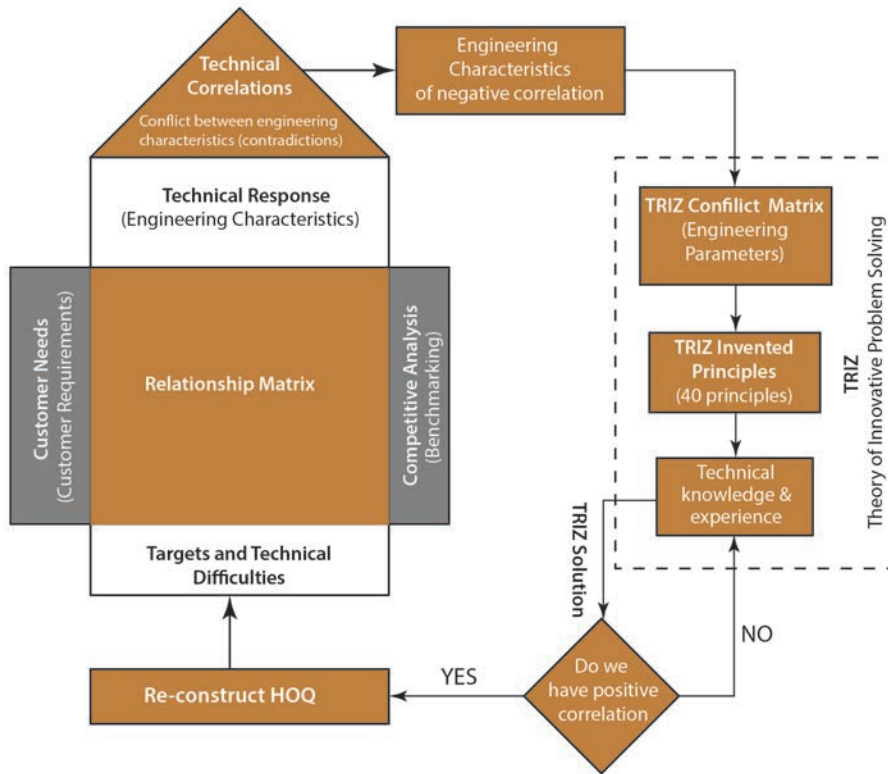 Technical
Correlations
Conflict between engineering
characteristics (contradictions)
Engineering
Characteristics
of negative correlation
Technical Response
(Engineering Characteristics)
Customer Needs
(Customer Requirements)
Relationship Matrix
Competitive Analysis
(Benchmarking)
Targets and Technical
Difficulties
Re-construct HOQ
TRIZ Conflict Matrix
(Engineering
Parameters)
TRIZ Invented
Principles
(40 principles)
Technical
knowledge &
experience
TRIZ
Theory of Innovative Problem Solving
TRIZ Solution
Do we
have positive
correlation
YES
NO